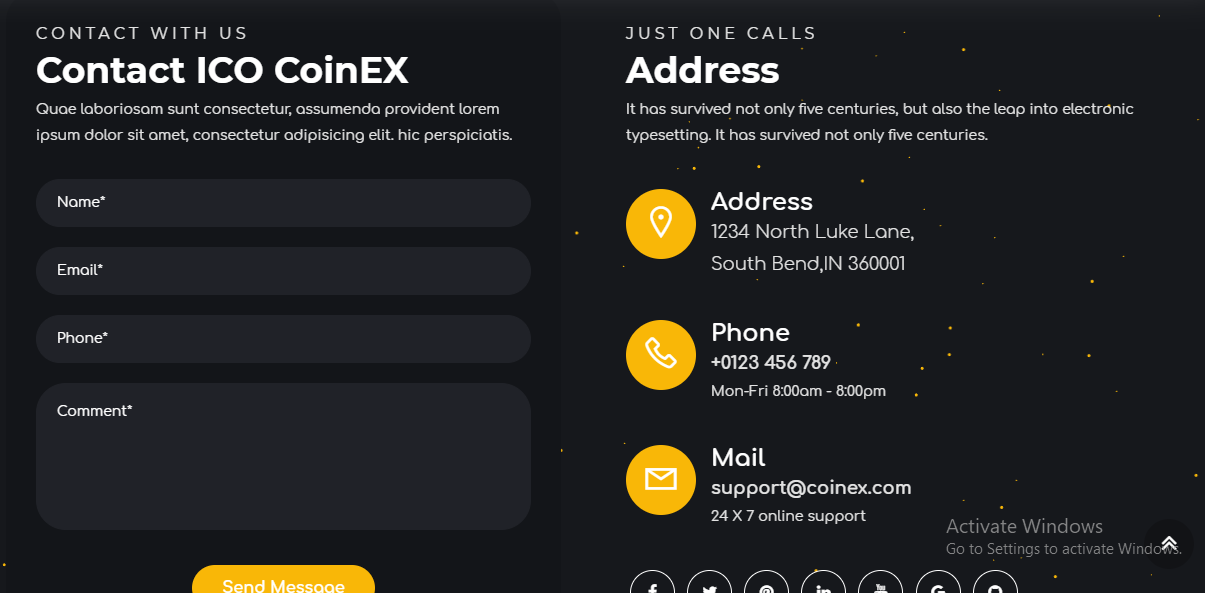 CONTACT WITH US
Contact ICO CoinEX
Quae laboriosam sunt consectetur, assumenda provident lorem
ipsum dolor sit amet, consectetur adipisicing elit. hic perspiciatis.
Name*
Email*
Phone*
Comment*
Send Message
JUST ONE CALLS
Address
It has survived not only five centuries, but also the leap into electronic
typesetting. It has survived not only five centuries.
Address
1234 North Luke Lane,
South Bend,IN 360001
Phone
+0123 456 789
Mon-Fri 8:00am - 8:00pm
Mail
support@coinex.com
24 X 7 online support
Activate Windows
Go to Settings to activate Windows.
You